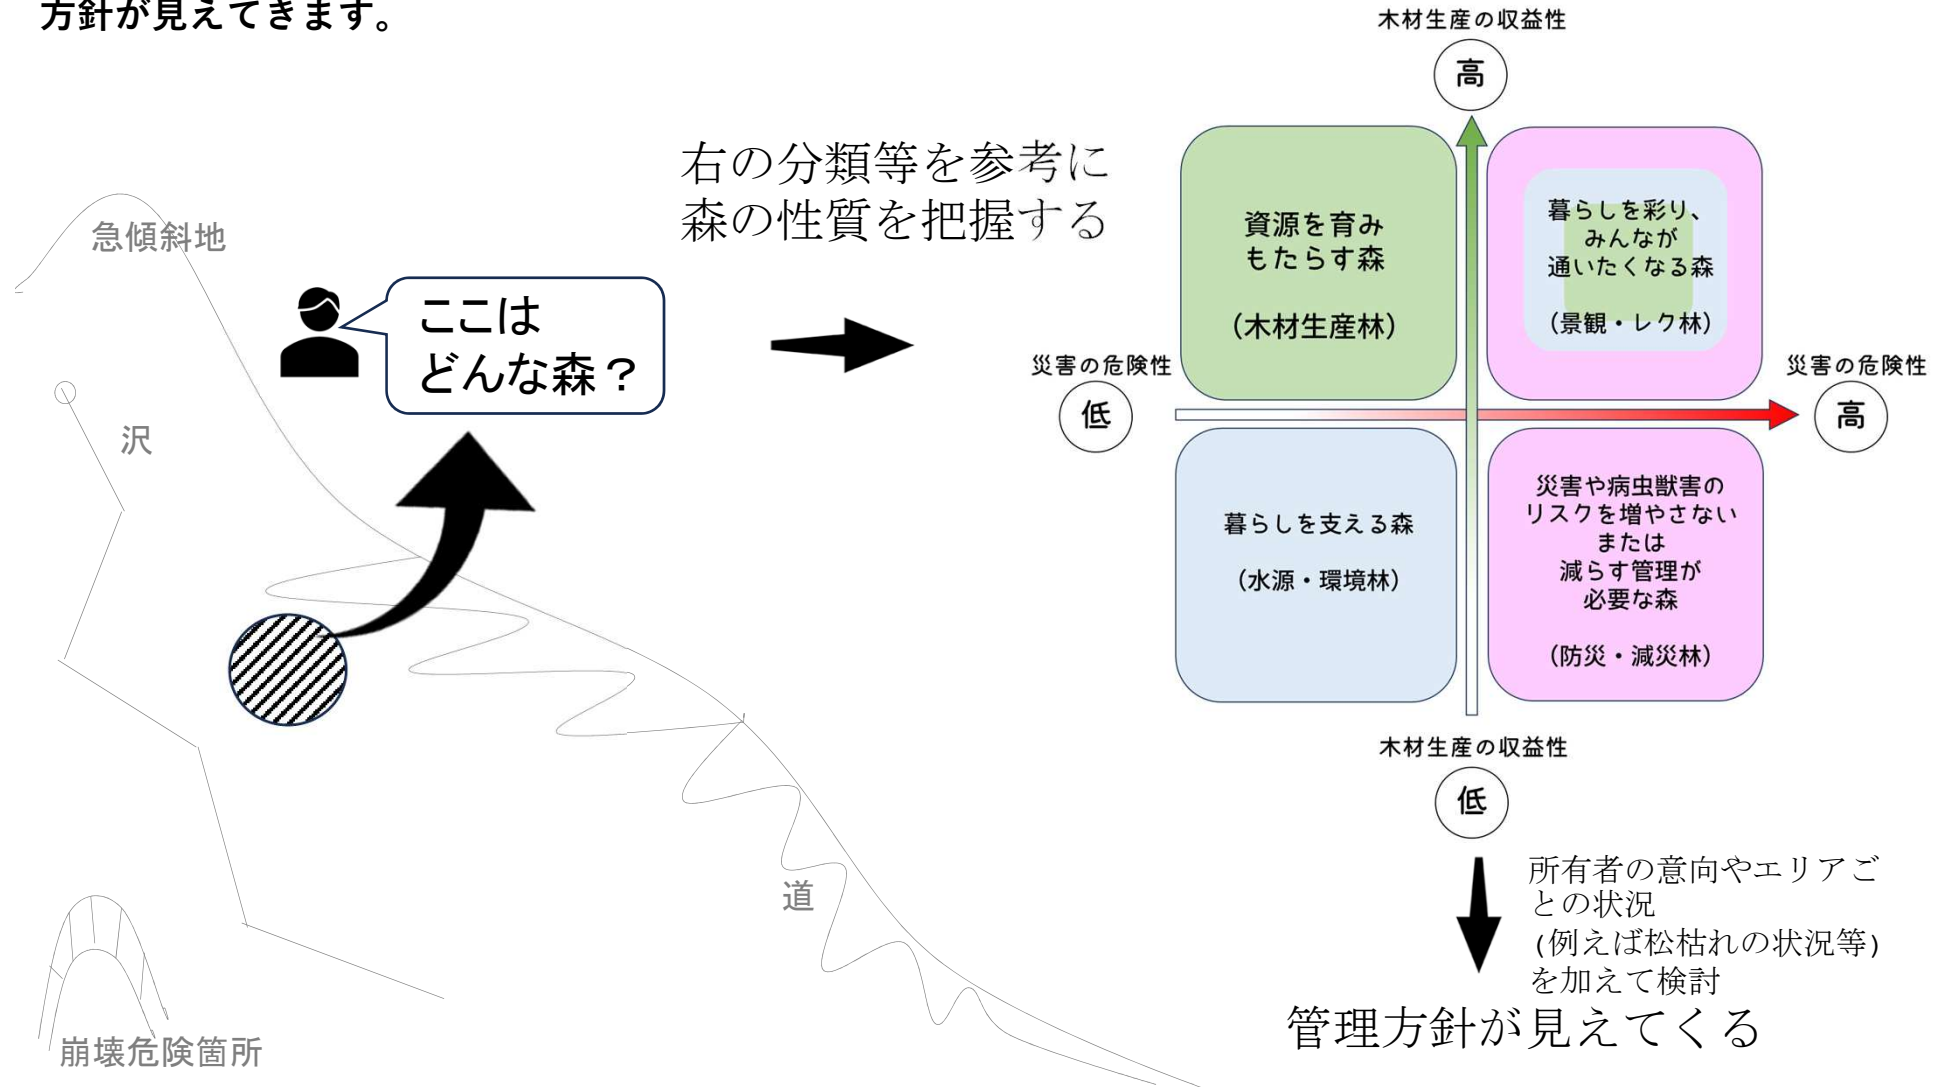 方針が見えてきます。
急傾斜地
沢
ここは
どんな森？
道
崩壊危険箇所
右の分類等を参考に
森の性質を把握する
木材生産の収益性
高
資源を育み
もたらす森
（木材生産林）
暮らしを彩り、
みんなが
通いたくなる森
（景観・レク林）
災害の危険性
低
災害の危険性
高
暮らしを支える森
（水源・環境林）
災害や病虫獣害の
リスクを増やさない
または
減らす管理が
必要な森
（防災・減災林）
木材生産の収益性
低
所有者の意向やエリアご
との状況
(例えば松枯れの状況等)
を加えて検討
管理方針が見えてくる